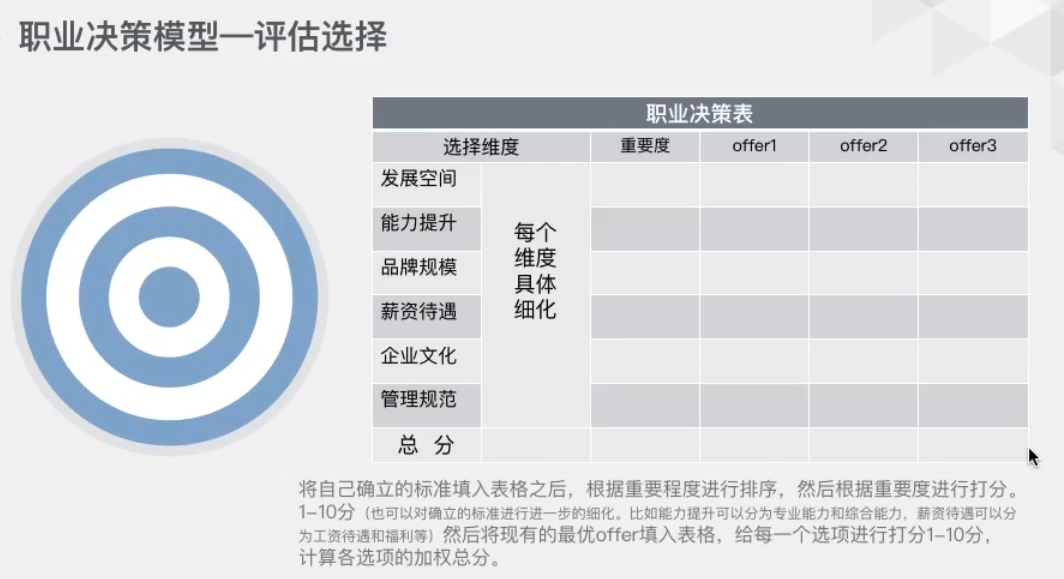 职业决策模型—评估选择
职业决策表
选择维度 重要度 offer1 offer2 offer3
发展空间
能力提升
品牌规模
薪资待遇
企业文化
管理规范
每个
维度
具体
细化
总 分
将自己确立的标准填入表格之后，根据重要程度进行排序，然后根据重要度进行打分。
1–10分（也可以对确立的标准进行进一步的细化。比如能力提升可以分为专业能力和综合能力，薪资待遇可以分
为工资待遇和福利等）然后将现有的最优offer填入表格，给每一个选项进行打分1–10分，
计算各选项的加权总分。